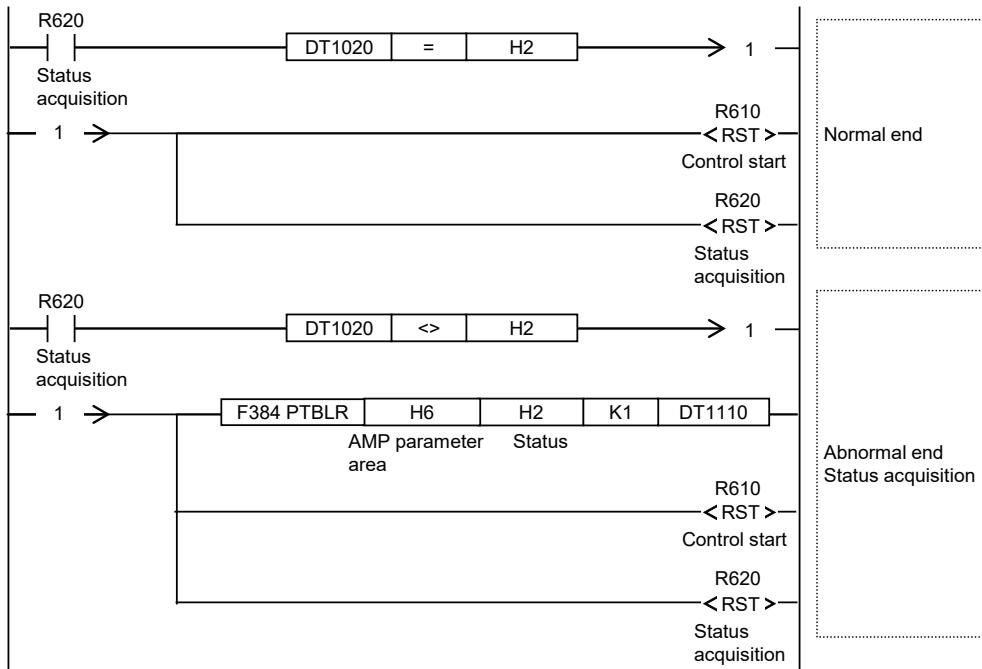 R620
DT1020 = H2 1
Status
acquisition
1
R610
RST
Control start
R620
RST
Status
acquisition
Normal end
R620
DT1020 <> H2 1
Status
acquisition
1
F384 PTBLR H6 H2 K1 DT1110
AMP parameter
area
Status
R610
RST
Control start
R620
RST
Status
acquisition
Abnormal end
Status acquisition